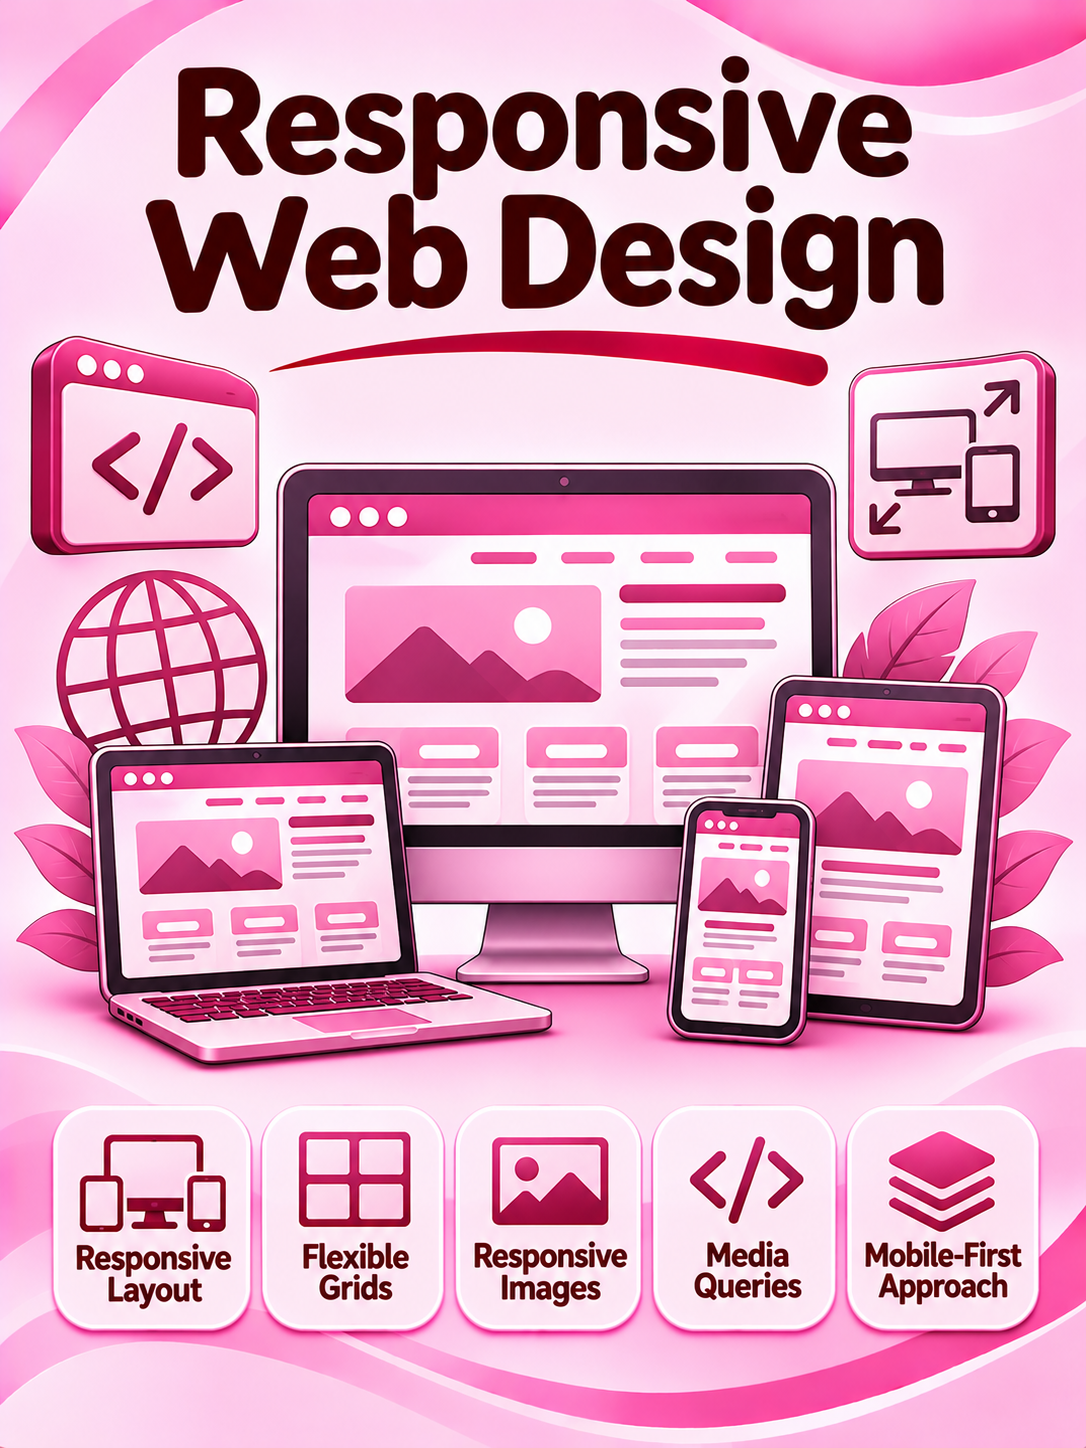 Responsive
Web Design
</>
Responsive
Layout
Flexible
Grids
Responsive
Images
</>
Media
Queries
Mobile-First
Approach